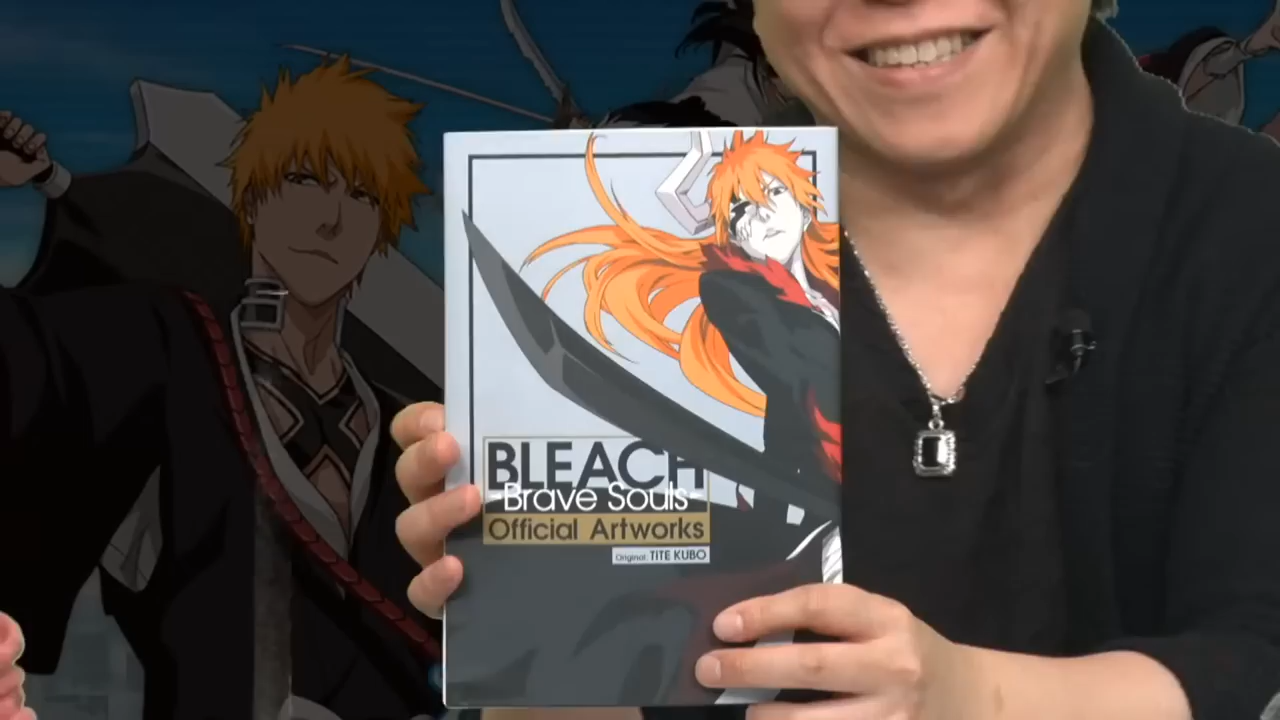 BLEACH
-Brave Souls-
Official Artworks
Original: TITE KUBO